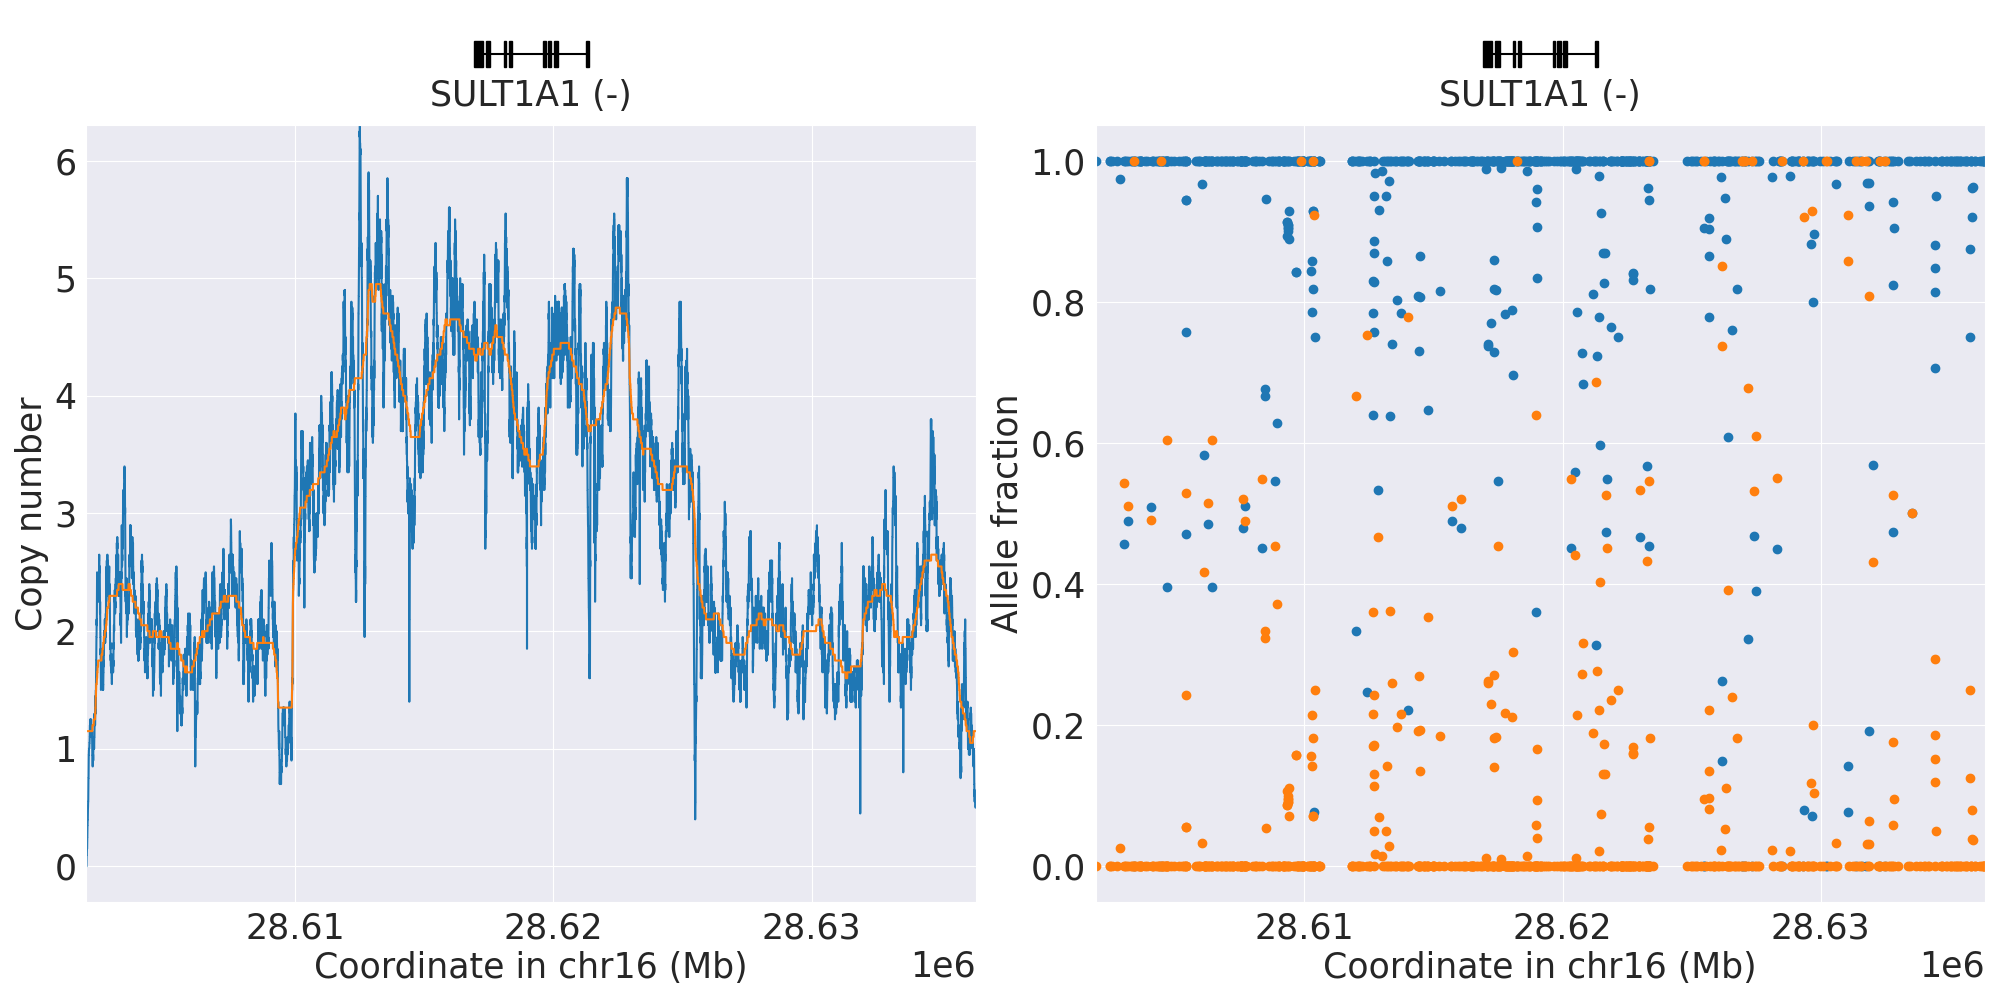 SULT1A1 (-)
6
5
4
3
2
1
0
Copy number
28.61
28.62
28.63
Coordinate in chr16 (Mb)
1e6
SULT1A1 (-)
1.0
0.8
0.6
0.4
0.2
0.0
Allele fraction
28.61
28.62
28.63
Coordinate in chr16 (Mb)
1e6